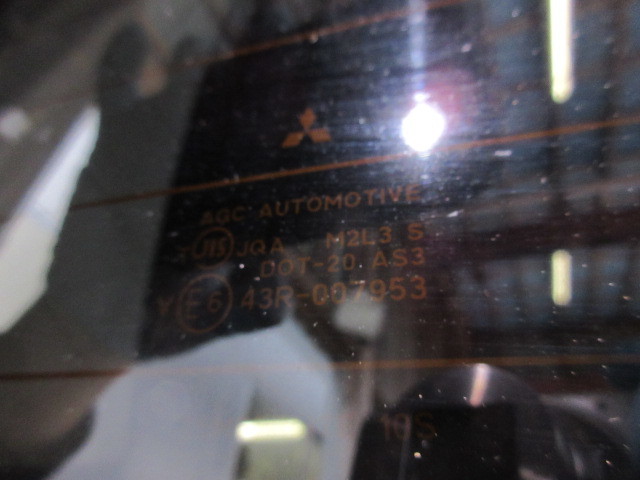 AGC AUTOMOTIVE
JIS JQA M2L3 S
DOT-20 AS3
E6 43R-007953